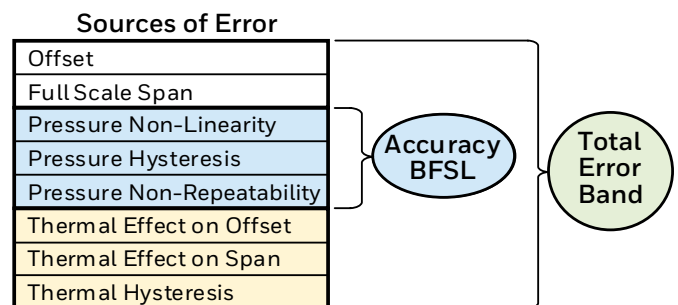 Sources of Error
Offset
Full Scale Span
Pressure Non-Linearity
Pressure Hysteresis
Pressure Non-Repeatability
Thermal Effect on Offset
Thermal Effect on Span
Thermal Hysteresis
Accuracy
BFSL
Total
Error
Band